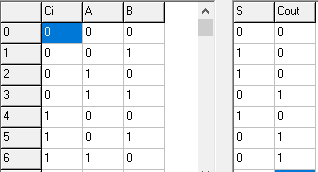 Ci A B S Cout
0 0 0 0 0 0
1 0 0 1 1 0
2 0 1 0 1 0
3 0 1 1 0 1
4 1 0 0 1 0
5 1 0 1 0 1
6 1 1 0 0 1